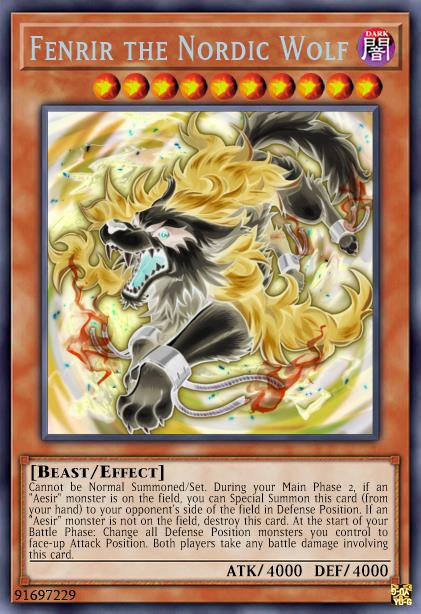 FENRIR THE NORDIC WOLF
DARK
闇
[BEAST/EFFECT]
Cannot be Normal Summoned/Set. During your Main Phase 2, if an
"Aesir" monster is on the field, you can Special Summon this card (from
your hand) to your opponent's side of the field in Defense Position. If an
"Aesir" monster is not on the field, destroy this card. At the start of your
Battle Phase: Change all Defense Position monsters you control to
face-up Attack Position. Both players take any battle damage involving
this card.
ATK/4000 DEF/4000
91697229